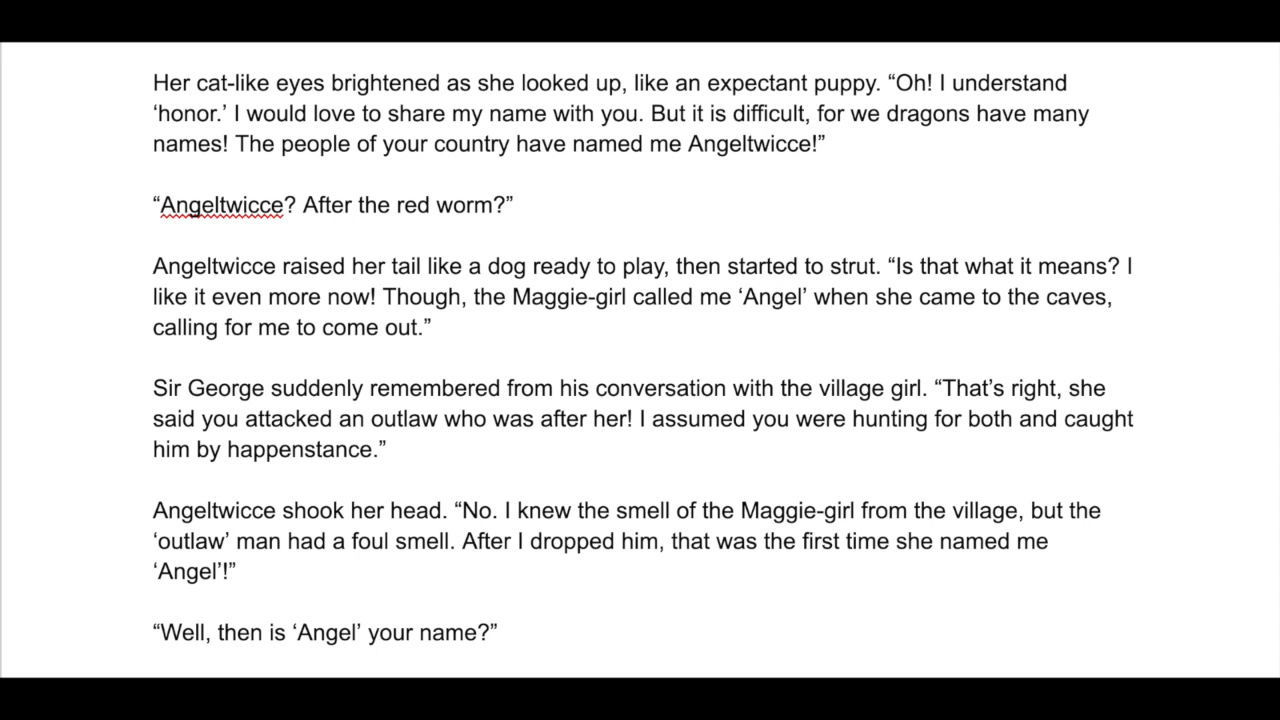 Her cat-like eyes brightened as she looked up, like an expectant puppy. “Oh! I understand
‘honor.’ I would love to share my name with you. But it is difficult, for we dragons have many
names! The people of your country have named me Angeltwicce!”
“Angeltwicce? After the red worm?”
Angeltwicce raised her tail like a dog ready to play, then started to strut. “Is that what it means? I
like it even more now! Though, the Maggie-girl called me ‘Angel’ when she came to the caves,
calling for me to come out.”
Sir George suddenly remembered from his conversation with the village girl. “That’s right, she
said you attacked an outlaw who was after her! I assumed you were hunting for both and caught
him by happenstance.”
Angeltwicce shook her head. “No. I knew the smell of the Maggie-girl from the village, but the
‘outlaw’ man had a foul smell. After I dropped him, that was the first time she named me
‘Angel’!”
“Well, then is ‘Angel’ your name?”